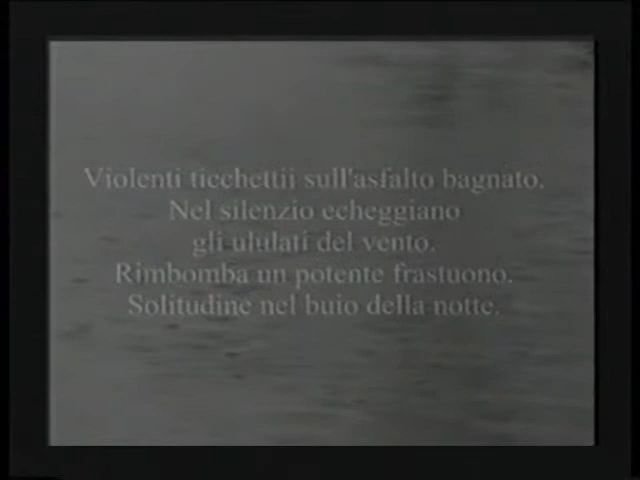 Violenti ticchettii sull'asfalto bagnato.
Nel silenzio echeggiano
gli ululati del vento.
Rimbomba un potente frastuono.
Solitudine nel buio della notte.